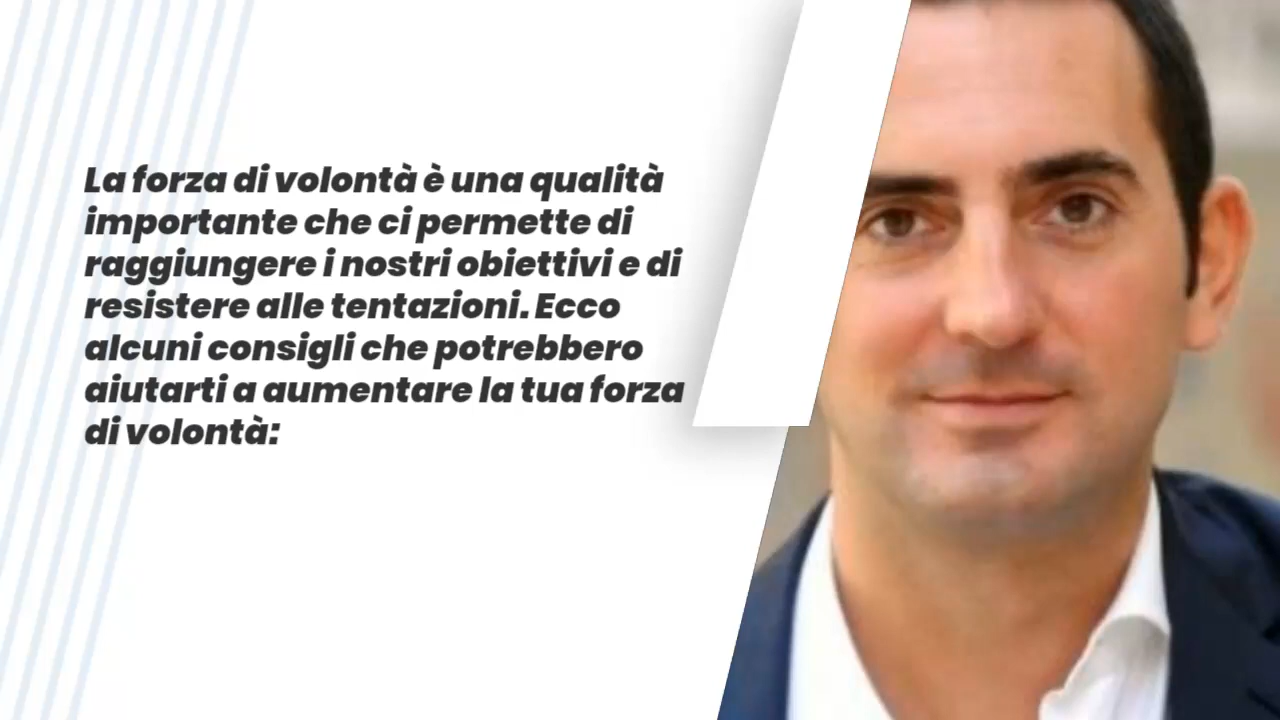 La forza di volontà è una qualità
importante che ci permette di
raggiungere i nostri obiettivi e di
resistere alle tentazioni. Ecco
alcuni consigli che potrebbero
aiutarti a aumentare la tua forza
di volontà: